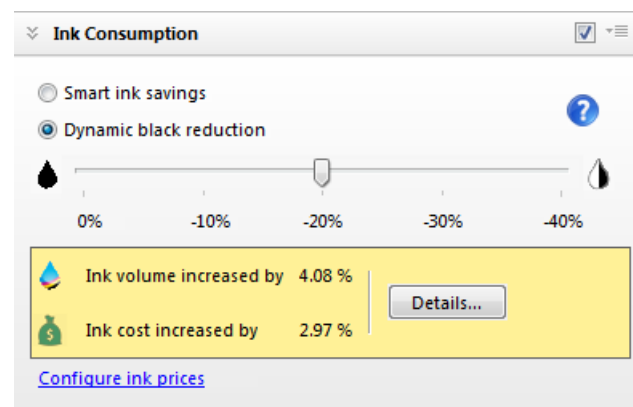 Ink Consumption
Smart ink savings
Dynamic black reduction
0% -10% -20% -30% -40%
Ink volume increased by 4.08 %
Details...
Ink cost increased by 2.97 %
Configure ink prices